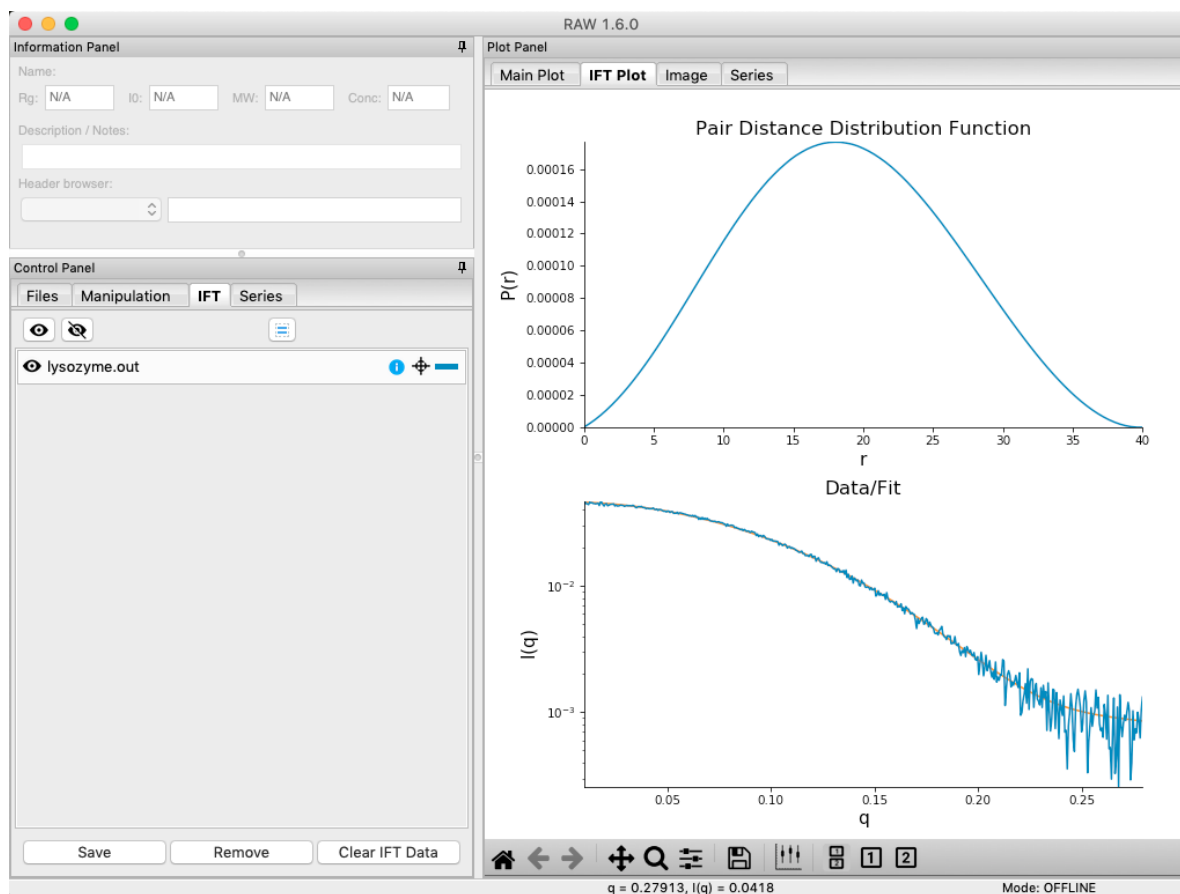 RAW 1.6.0
Information Panel
Name:
Rg: N/A I0: N/A MW: N/A Conc: N/A
Description / Notes:
Header browser:
Control Panel
Files Manipulation IFT Series
lysozyme.out
Save Remove Clear IFT Data
Plot Panel
Main Plot IFT Plot Image Series
Pair Distance Distribution Function
P(r)
0.00016
0.00014
0.00012
0.00010
0.00008
0.00006
0.00004
0.00002
0.00000
0 5 10 15 20 25 30 35 40
r
Data/Fit
I(q)
10⁻²
10⁻³
0.05 0.10 0.15 0.20 0.25
q
1 2 1 2
q = 0.27913, I(q) = 0.0418 Mode: OFFLINE